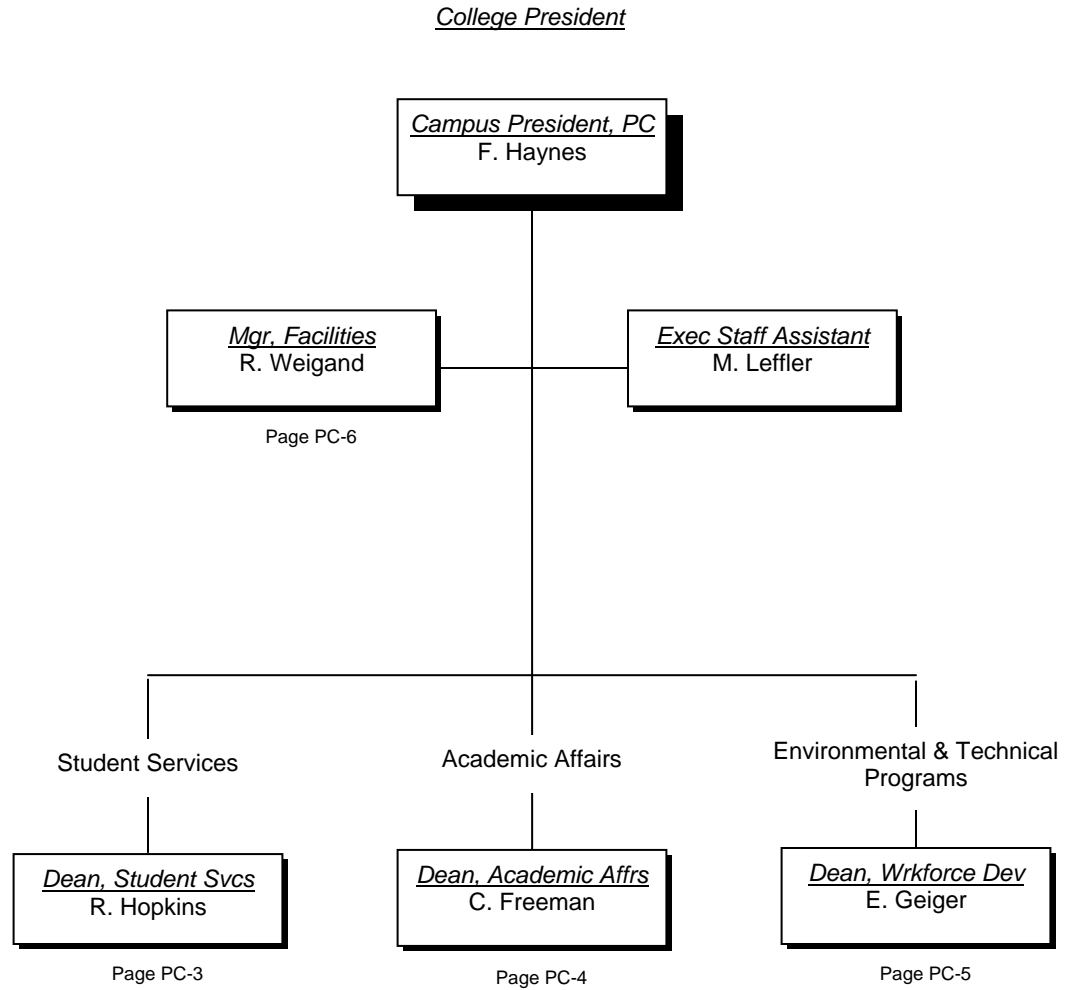 College President
Campus President, PC
F. Haynes
Mgr, Facilities
R. Weigand
Page PC-6
Exec Staff Assistant
M. Leffler
Student Services
Academic Affairs
Environmental & Technical
Programs
Dean, Student Svcs
R. Hopkins
Page PC-3
Dean, Academic Affrs
C. Freeman
Page PC-4
Dean, Wrkforce Dev
E. Geiger
Page PC-5